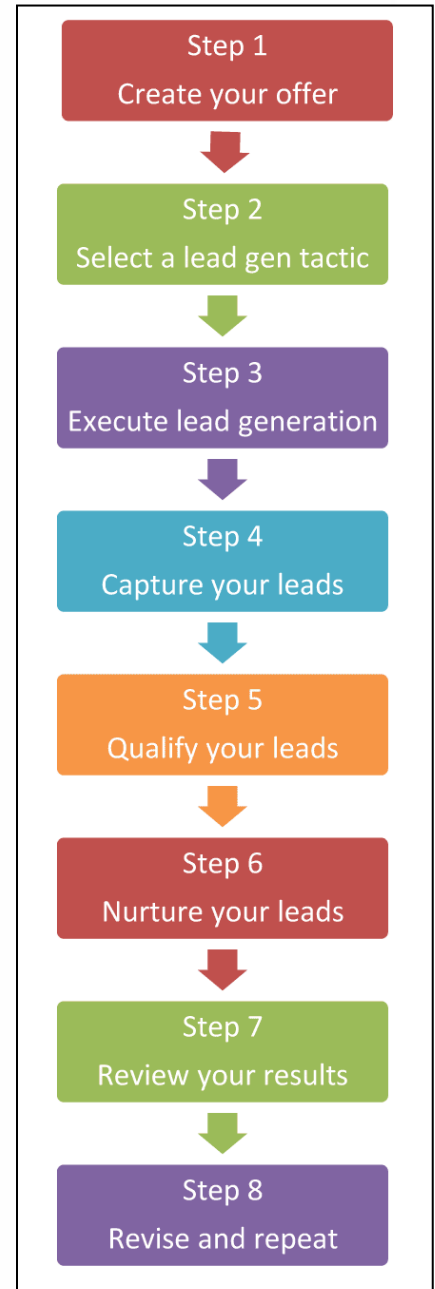 Step 1
Create your offer
Step 2
Select a lead gen tactic
Step 3
Execute lead generation
Step 4
Capture your leads
Step 5
Qualify your leads
Step 6
Nurture your leads
Step 7
Review your results
Step 8
Revise and repeat